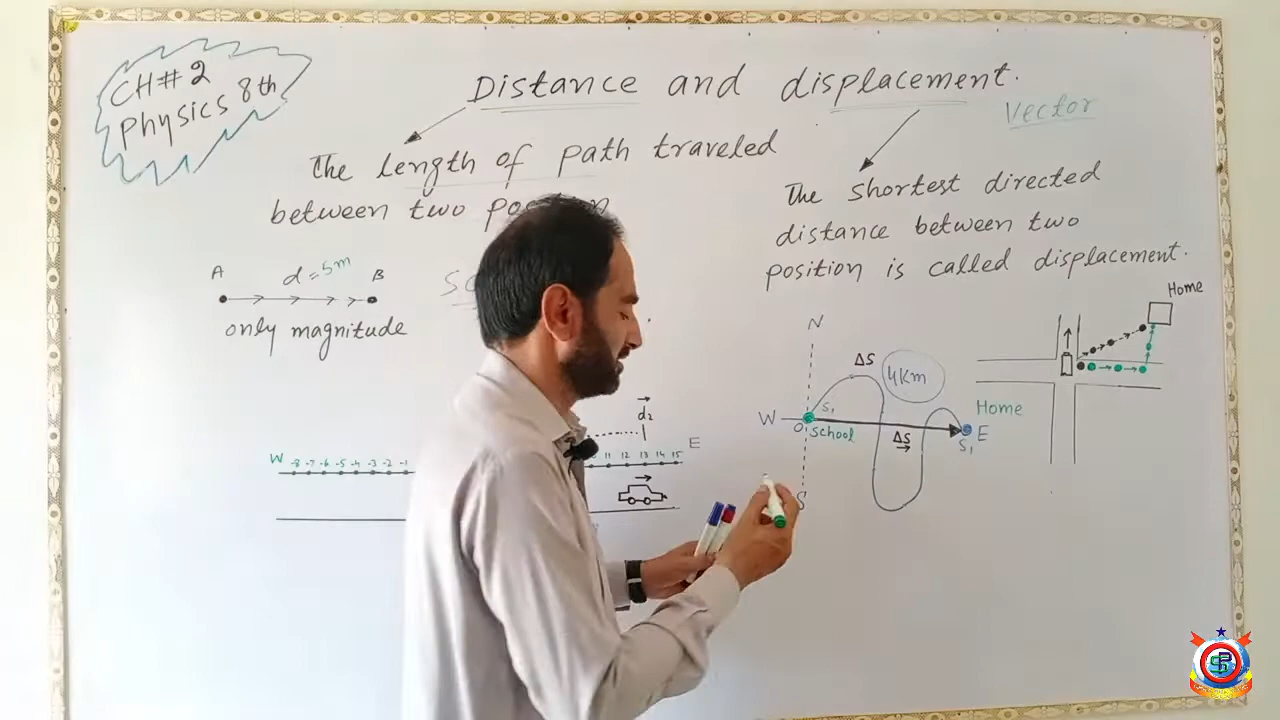 CH#2
Physics 8th
Distance and displacement.
Vector
The length of path traveled
between two
The shortest directed
distance between two
position is called displacement.
A d = 5m B
only magnitude
N
ΔS
4Km
W
O
S₁
School
ΔS
Home
E
S₁
S
Home
d₂
W -8 -7 -6 -5 -4 -3 -2 -1
11 12 13 14 15 E